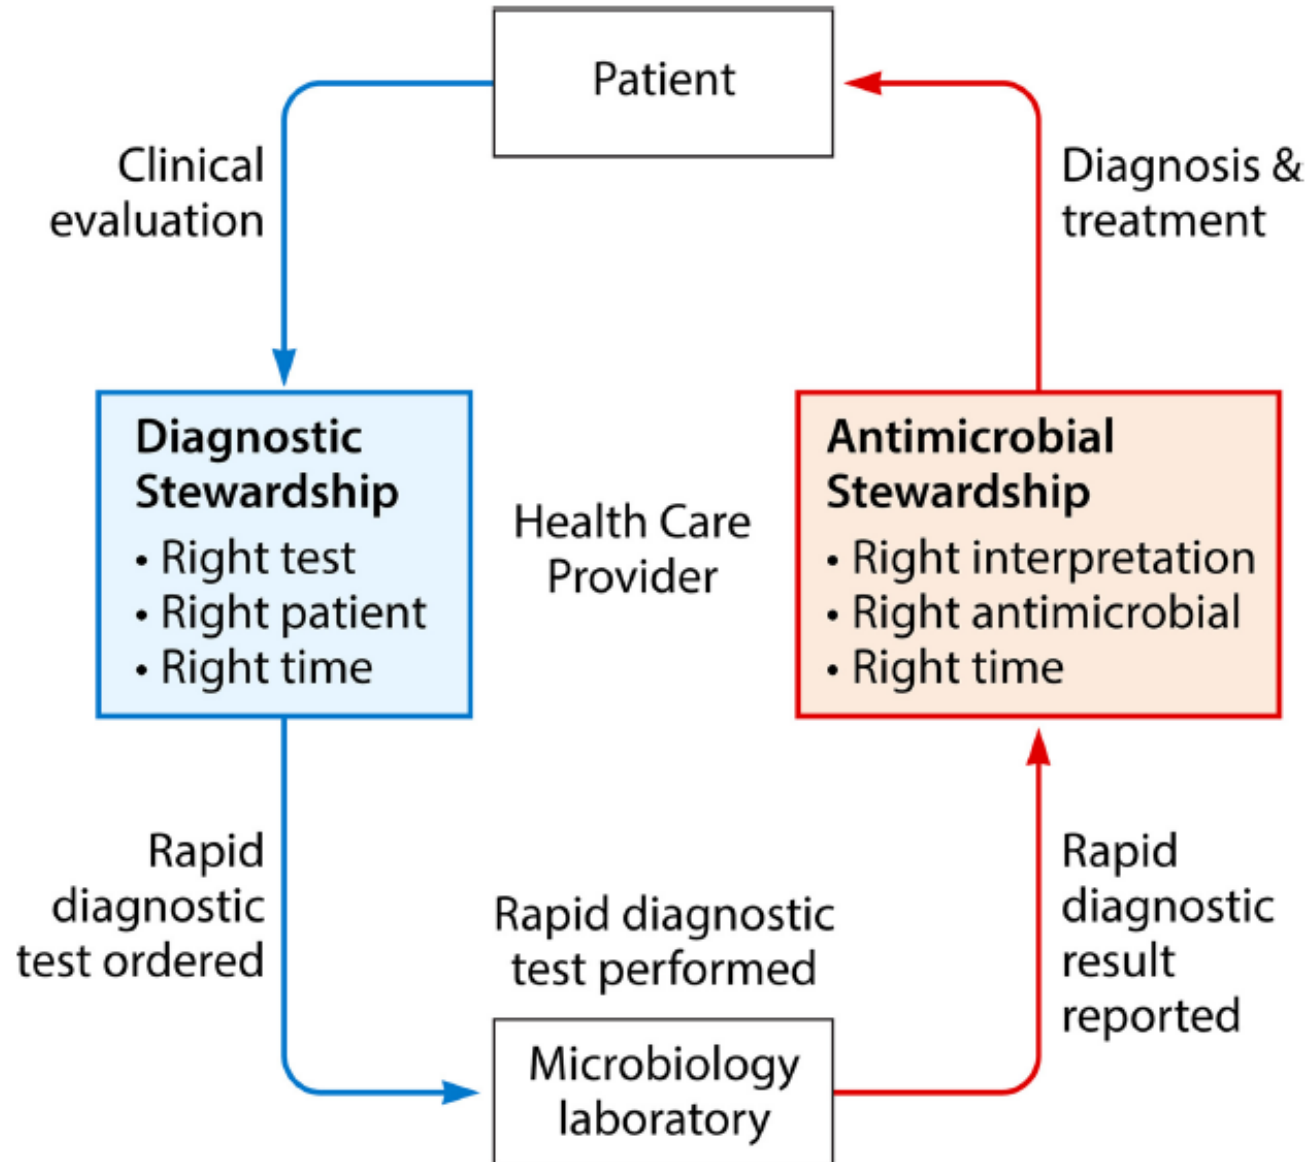 Patient
Clinical
evaluation
Diagnosis &
treatment
Diagnostic
Stewardship
• Right test
• Right patient
• Right time
Health Care
Provider
Antimicrobial
Stewardship
• Right interpretation
• Right antimicrobial
• Right time
Rapid
diagnostic
test ordered
Rapid diagnostic
test performed
Rapid
diagnostic
result
reported
Microbiology
laboratory